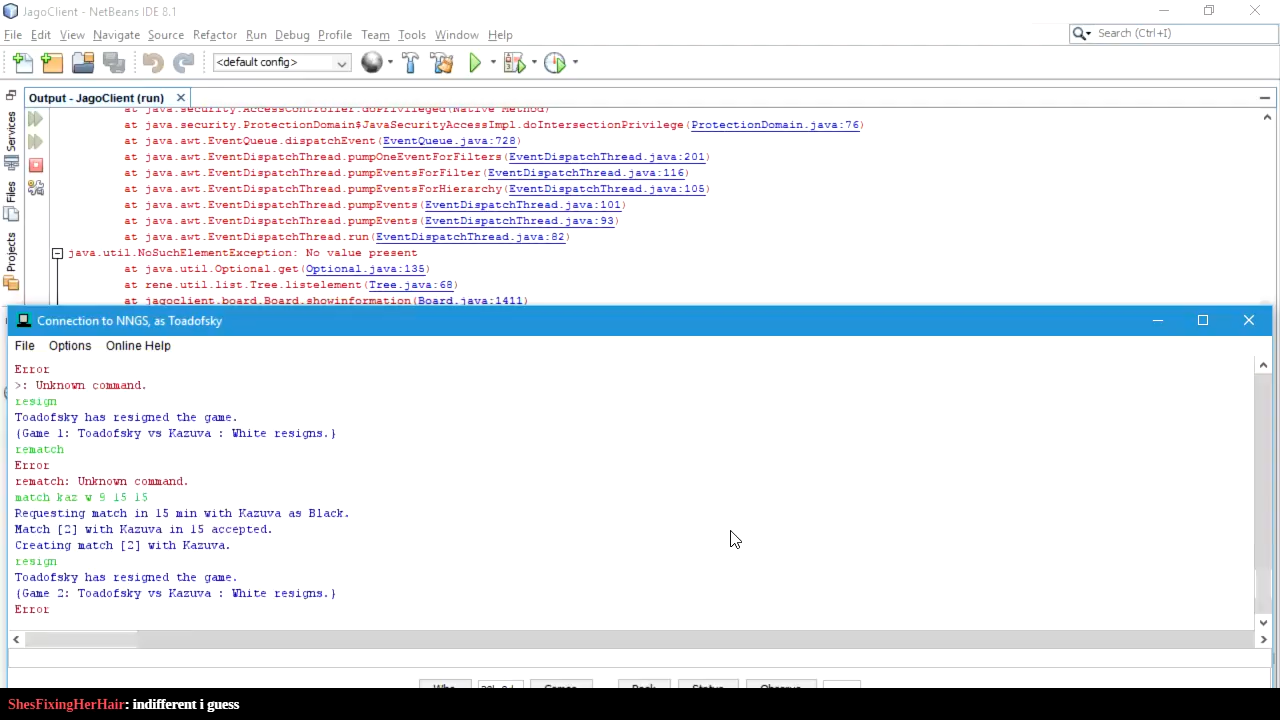 JagoClient - NetBeans IDE 8.1
File Edit View Navigate Source Refactor Run Debug Profile Team Tools Window Help
Search (Ctrl+I)
<default config>
Output - JagoClient (run)
Services
Files
Projects
at java.security.AccessController.doPrivileged(Native Method)
at java.security.ProtectionDomain$JavaSecurityAccessImpl.doIntersectionPrivilege(ProtectionDomain.java:76)
at java.awt.EventQueue.dispatchEvent(EventQueue.java:728)
at java.awt.EventDispatchThread.pumpOneEventForFilters(EventDispatchThread.java:201)
at java.awt.EventDispatchThread.pumpEventsForFilter(EventDispatchThread.java:116)
at java.awt.EventDispatchThread.pumpEventsForHierarchy(EventDispatchThread.java:105)
at java.awt.EventDispatchThread.pumpEvents(EventDispatchThread.java:101)
at java.awt.EventDispatchThread.pumpEvents(EventDispatchThread.java:93)
at java.awt.EventDispatchThread.run(EventDispatchThread.java:82)
java.util.NoSuchElementException: No value present
at java.util.Optional.get(Optional.java:135)
at rene.util.list.Tree.listelement(Tree.java:68)
at jagoclient.board.Board.showinformation(Board.java:1411)
Connection to NNGS, as Toadofsky
File Options Online Help
Error
>: Unknown command.
resign
Toadofsky has resigned the game.
{Game 1: Toadofsky vs Kazuva : White resigns.}
rematch
Error
rematch: Unknown command.
match kaz w 9 15 15
Requesting match in 15 min with Kazuva as Black.
Match [2] with Kazuva in 15 accepted.
Creating match [2] with Kazuva.
resign
Toadofsky has resigned the game.
{Game 2: Toadofsky vs Kazuva : White resigns.}
Error
Who Games Peek Status Observe
ShesFixingHerHair: indifferent i guess